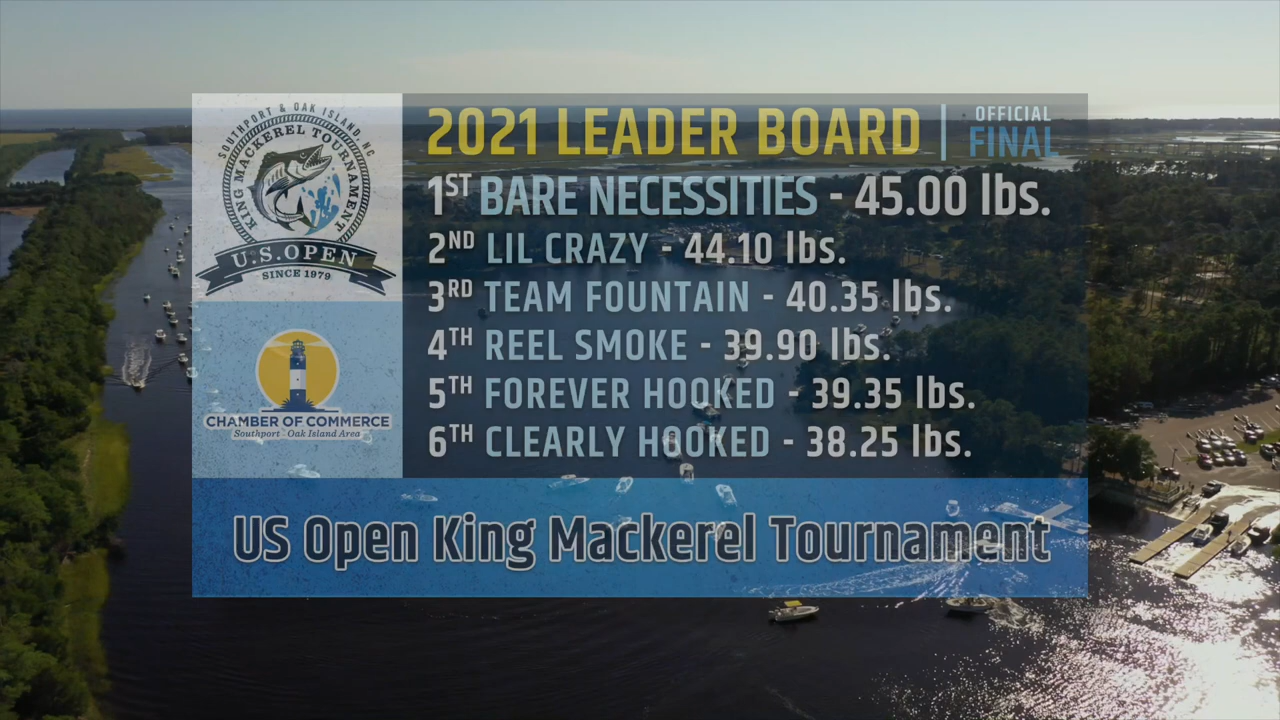 SOUTHPORT & OAK ISLAND, NC
KING MACKEREL TOURNAMENT
U.S.OPEN
SINCE 1979
CHAMBER OF COMMERCE
Southport - Oak Island Area
2021 LEADER BOARD | OFFICIAL FINAL
1ST BARE NECESSITIES - 45.00 lbs.
2ND LIL CRAZY - 44.10 lbs.
3RD TEAM FOUNTAIN - 40.35 lbs.
4TH REEL SMOKE - 39.90 lbs.
5TH FOREVER HOOKED - 39.35 lbs.
6TH CLEARLY HOOKED - 38.25 lbs.
US Open King Mackerel Tournament